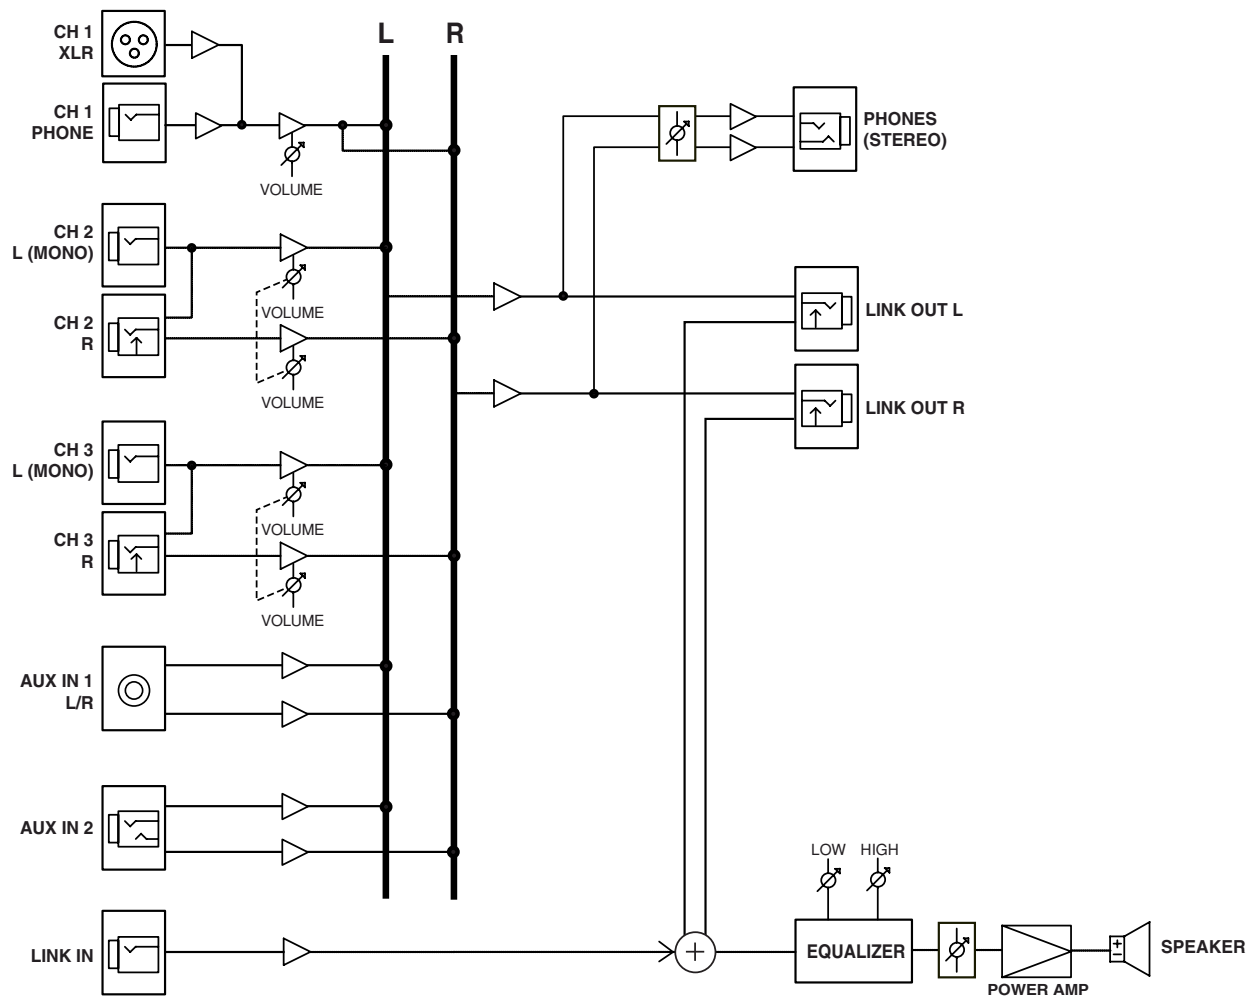 CH 1
XLR
L
R
CH 1
PHONE
VOLUME
PHONES
(STEREO)
CH 2
L (MONO)
VOLUME
CH 2
R
VOLUME
LINK OUT L
LINK OUT R
CH 3
L (MONO)
VOLUME
CH 3
R
VOLUME
AUX IN 1
L/R
AUX IN 2
LOW
HIGH
LINK IN
EQUALIZER
POWER AMP
SPEAKER